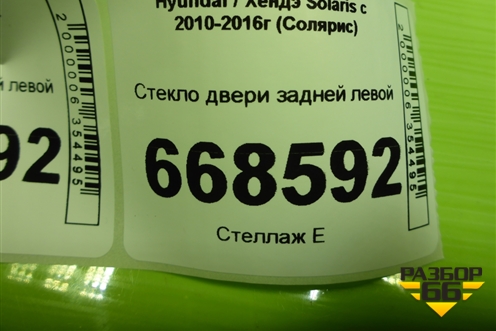 Hyundai / Хендэ Solaris с
2010-2016г (Солярис)
Стекло двери задней левой
668592
Стеллаж Е
2000006354495
й левой
92
2000006354495
РАЗБОР
66